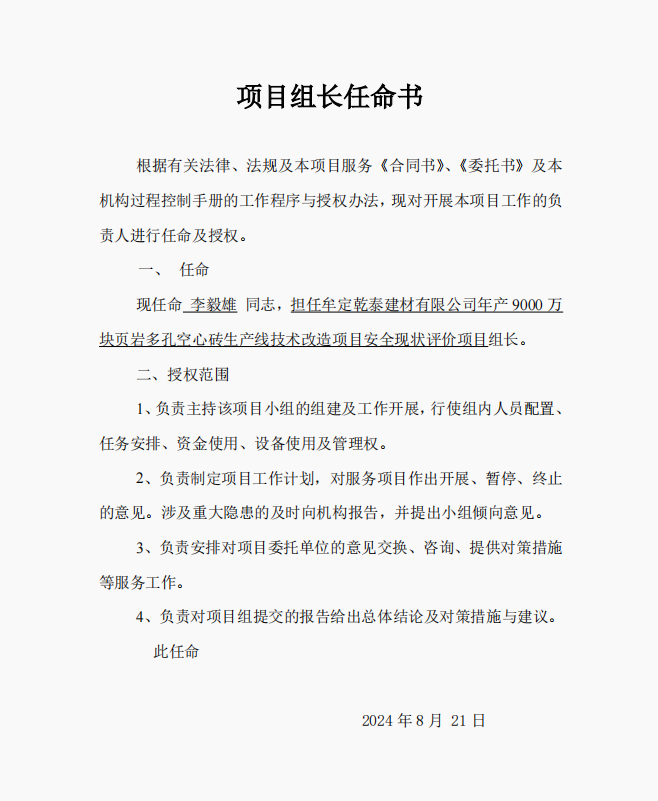 项目组长任命书
根据有关法律、法规及本项目服务《合同书》、《委托书》及本
机构过程控制手册的工作程序与授权办法，现对开展本项目工作的负
责人进行任命及授权。
一、 任命
现任命 李毅雄 同志，担任牟定乾泰建材有限公司年产 9000 万
块页岩多孔空心砖生产线技术改造项目安全现状评价项目组长。
二、授权范围
1、负责主持该项目小组的组建及工作开展，行使组内人员配置、
任务安排、资金使用、设备使用及管理权。
2、负责制定项目工作计划，对服务项目作出开展、暂停、终止
的意见。涉及重大隐患的及时向机构报告，并提出小组倾向意见。
3、负责安排对项目委托单位的意见交换、咨询、提供对策措施
等服务工作。
4、负责对项目组提交的报告给出总体结论及对策措施与建议。
此任命
2024 年 8 月 21 日